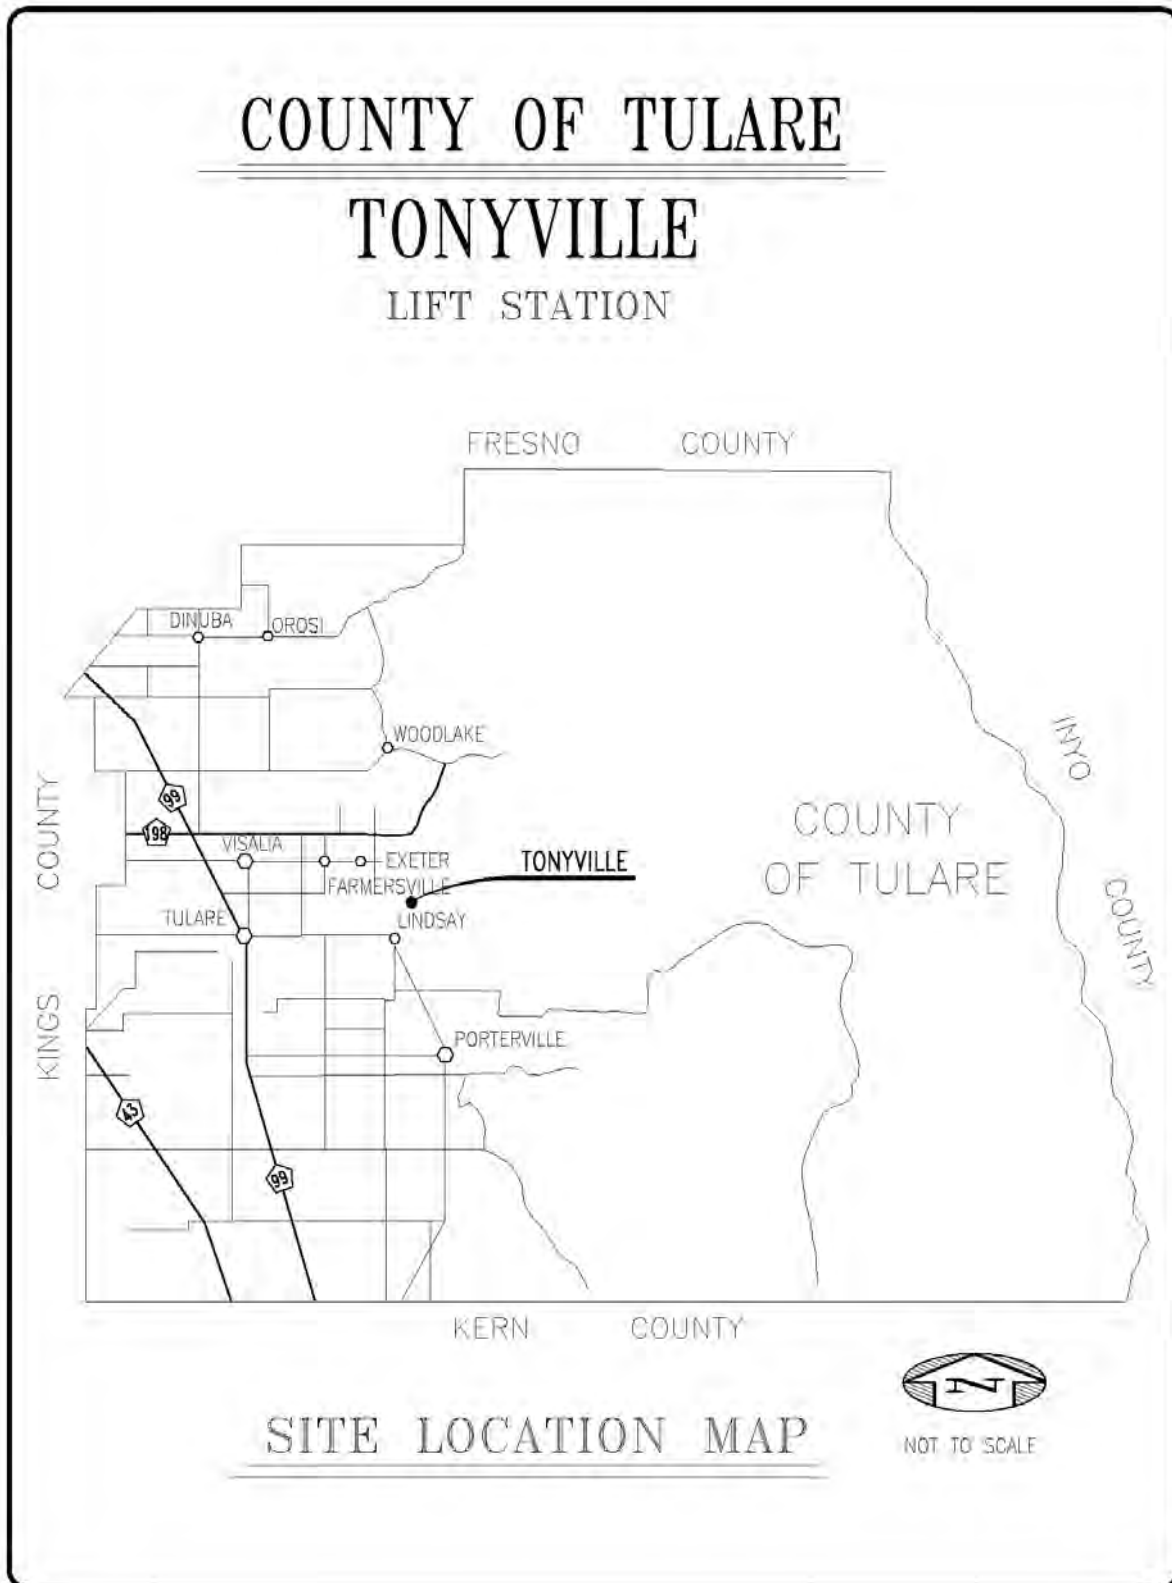 COUNTY OF TULARE
TONYVILLE
LIFT STATION
FRESNO COUNTY
DINUBA
OROSI
WOODLAKE
INYO COUNTY
KINGS COUNTY
99
198
VISALIA
EXETER
TONYVILLE
COUNTY
OF TULARE
FARMERSVILLE
TULARE
LINDSAY
PORTERVILLE
43
99
KERN COUNTY
N
SITE LOCATION MAP
NOT TO SCALE